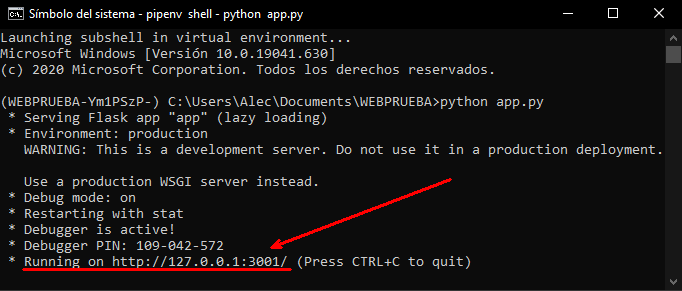 Símbolo del sistema - pipenv shell - python app.py
Launching subshell in virtual environment...
Microsoft Windows [Versión 10.0.19041.630]
(c) 2020 Microsoft Corporation. Todos los derechos reservados.
(WEBPRUEBA-Ym1PSzP-) C:\Users\Alec\Documents\WEBPRUEBA>python app.py
* Serving Flask app "app" (lazy loading)
* Environment: production
WARNING: This is a development server. Do not use it in a production deployment.
Use a production WSGI server instead.
* Debug mode: on
* Restarting with stat
* Debugger is active!
* Debugger PIN: 109-042-572
* Running on http://127.0.0.1:3001/ (Press CTRL+C to quit)